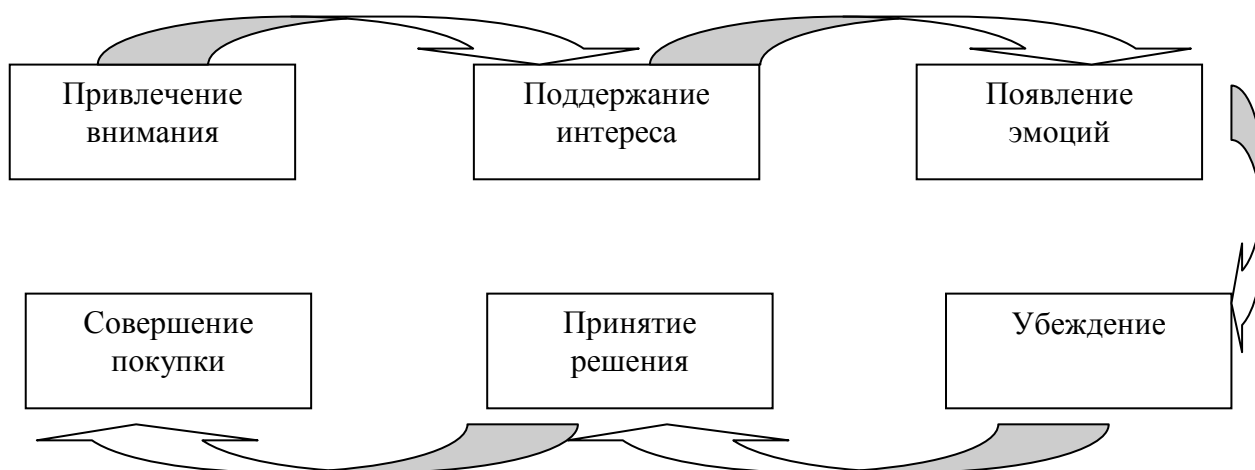 Привлечение
внимания
Поддержание
интереса
Появление
эмоций
Совершение
покупки
Принятие
решения
Убеждение